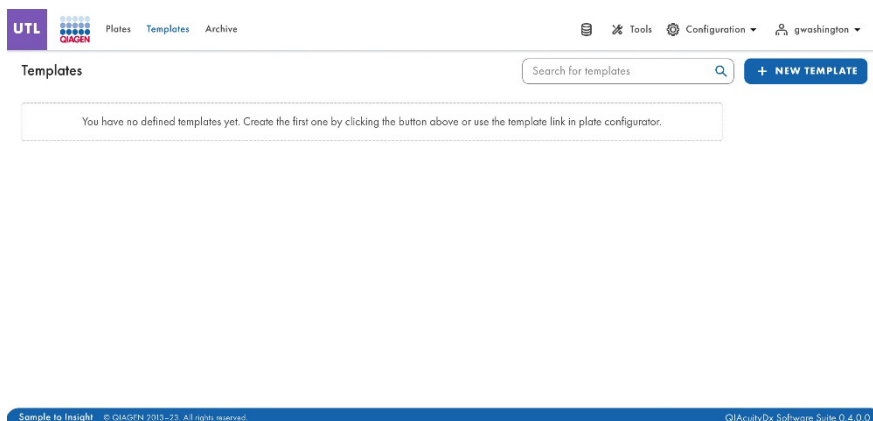 UTL QIAGEN Plates Templates Archive Tools Configuration gwashington
Templates Search for templates + NEW TEMPLATE
You have no defined templates yet. Create the first one by clicking the button above or use the template link in plate configurator.
Sample to Insight © QIAGEN 2013–23. All rights reserved. QIAcuityDx Software Suite 0.4.0.0